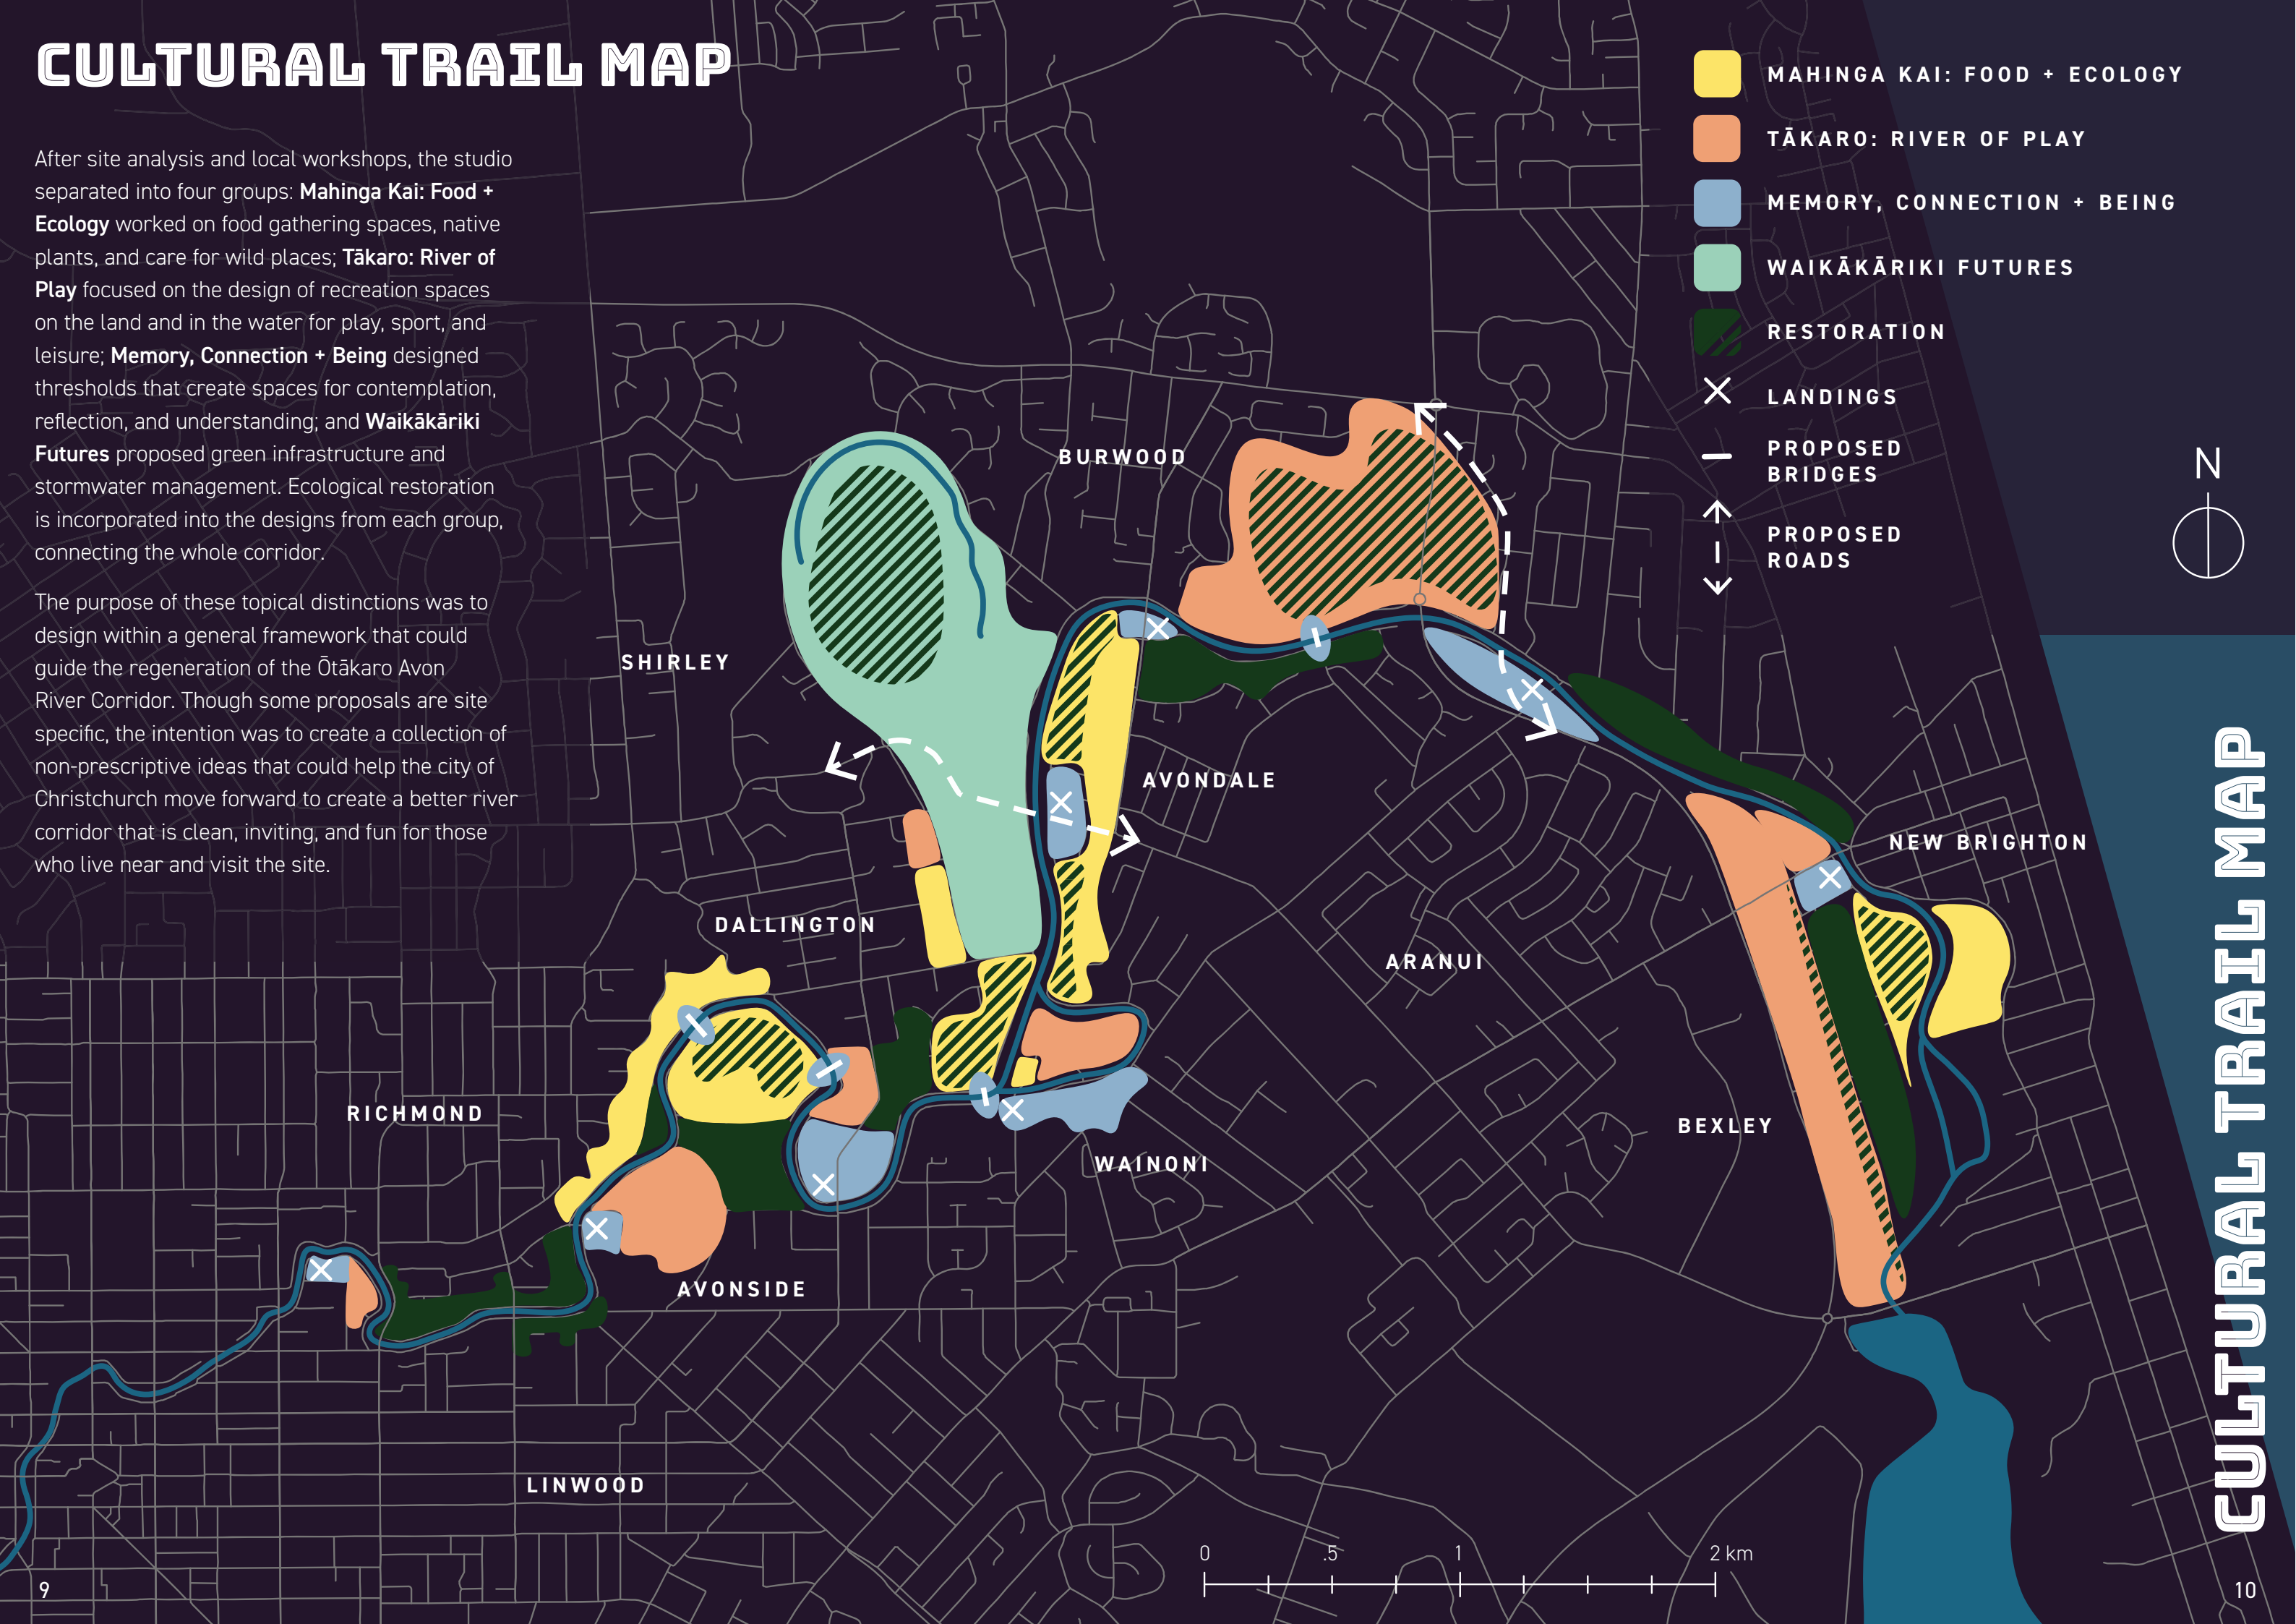 CULTURAL TRAIL MAP
After site analysis and local workshops, the studio
separated into four groups: Mahinga Kai: Food +
Ecology worked on food gathering spaces, native
plants, and care for wild places; Tākaro: River of
Play focused on the design of recreation spaces
on the land and in the water for play, sport, and
leisure; Memory, Connection + Being designed
thresholds that create spaces for contemplation,
reflection, and understanding; and Waikākāriki
Futures proposed green infrastructure and
stormwater management. Ecological restoration
is incorporated into the designs from each group,
connecting the whole corridor.
The purpose of these topical distinctions was to
design within a general framework that could
guide the regeneration of the Ōtākaro Avon
River Corridor. Though some proposals are site
specific, the intention was to create a collection of
non-prescriptive ideas that could help the city of
Christchurch move forward to create a better river
corridor that is clean, inviting, and fun for those
who live near and visit the site.
MAHINGA KAI: FOOD + ECOLOGY
TĀKARO: RIVER OF PLAY
MEMORY, CONNECTION + BEING
WAIKĀKĀRIKI FUTURES
RESTORATION
LANDINGS
PROPOSED
BRIDGES
PROPOSED
ROADS
N
BURWOOD
SHIRLEY
AVONDALE
NEW BRIGHTON
DALLINGTON
ARANUI
RICHMOND
BEXLEY
WAINONI
AVONSIDE
LINWOOD
0 .5 1 2 km
CULTURAL TRAIL MAP
9
10